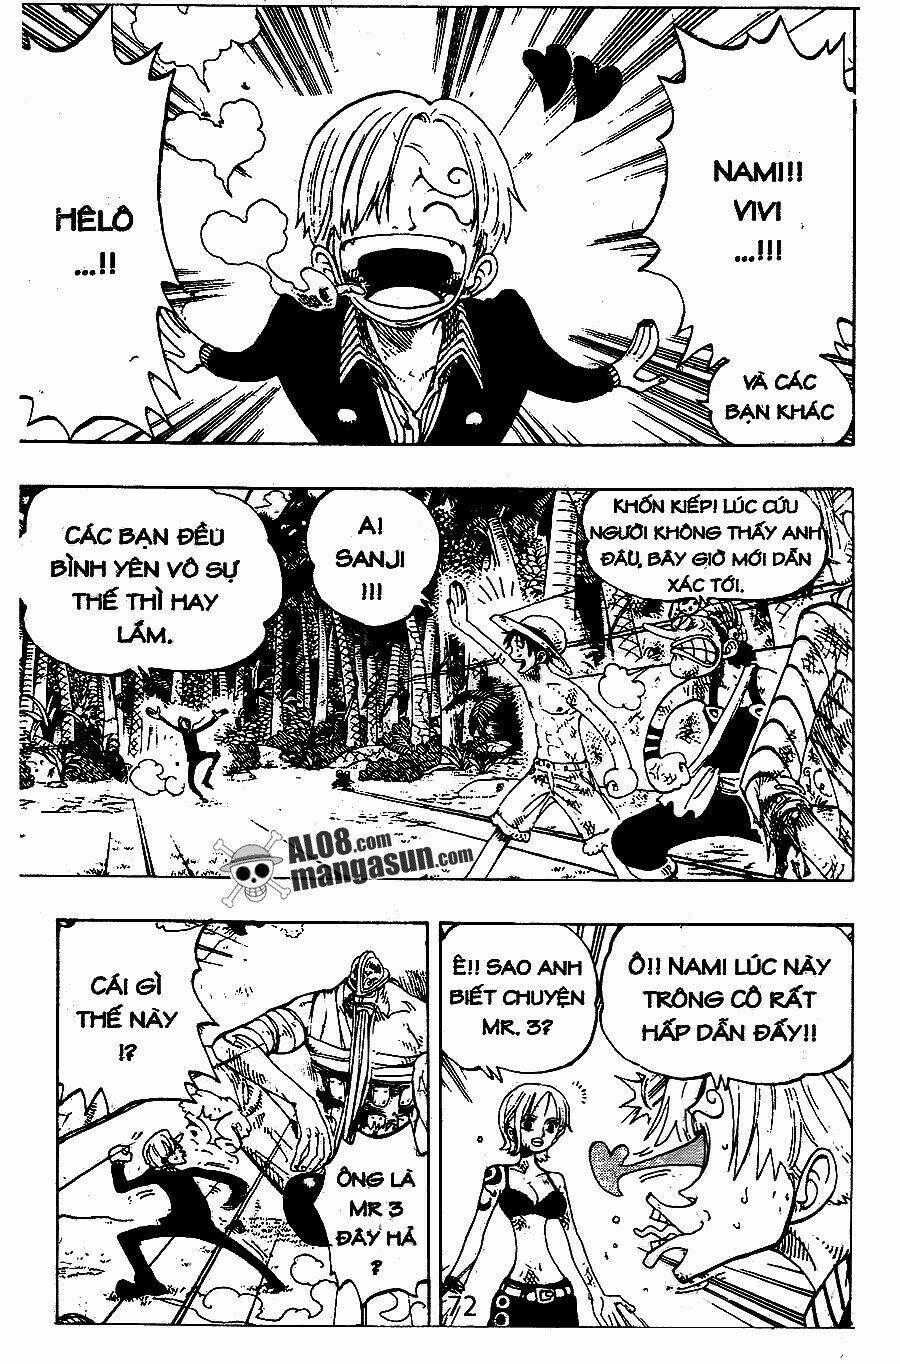 NAMI!!
VIVI
...!!!
VÀ CÁC
BẠN KHÁC
HÊLÔ
...!!
KHỐN KIẾP! LÚC CỨU
NGƯỜI KHÔNG THẤY ANH
ĐÂU, BÂY GIỜ MỚI DẪN
XÁC TỚI.
A!
SANJI
!!!
CÁC BẠN ĐỀU
BÌNH YÊN VÔ SỰ
THẾ THÌ HAY
LẮM.
ALO8.com
mangasun.com
Ô!! NAMI LÚC NÀY
TRÔNG CÔ RẤT
HẤP DẪN ĐẤY!!
Ê!! SAO ANH
BIẾT CHUYỆN
MR. 3?
CÁI GÌ
THẾ NÀY
!?
ÔNG LÀ
MR 3
ĐÂY HẢ
?
72